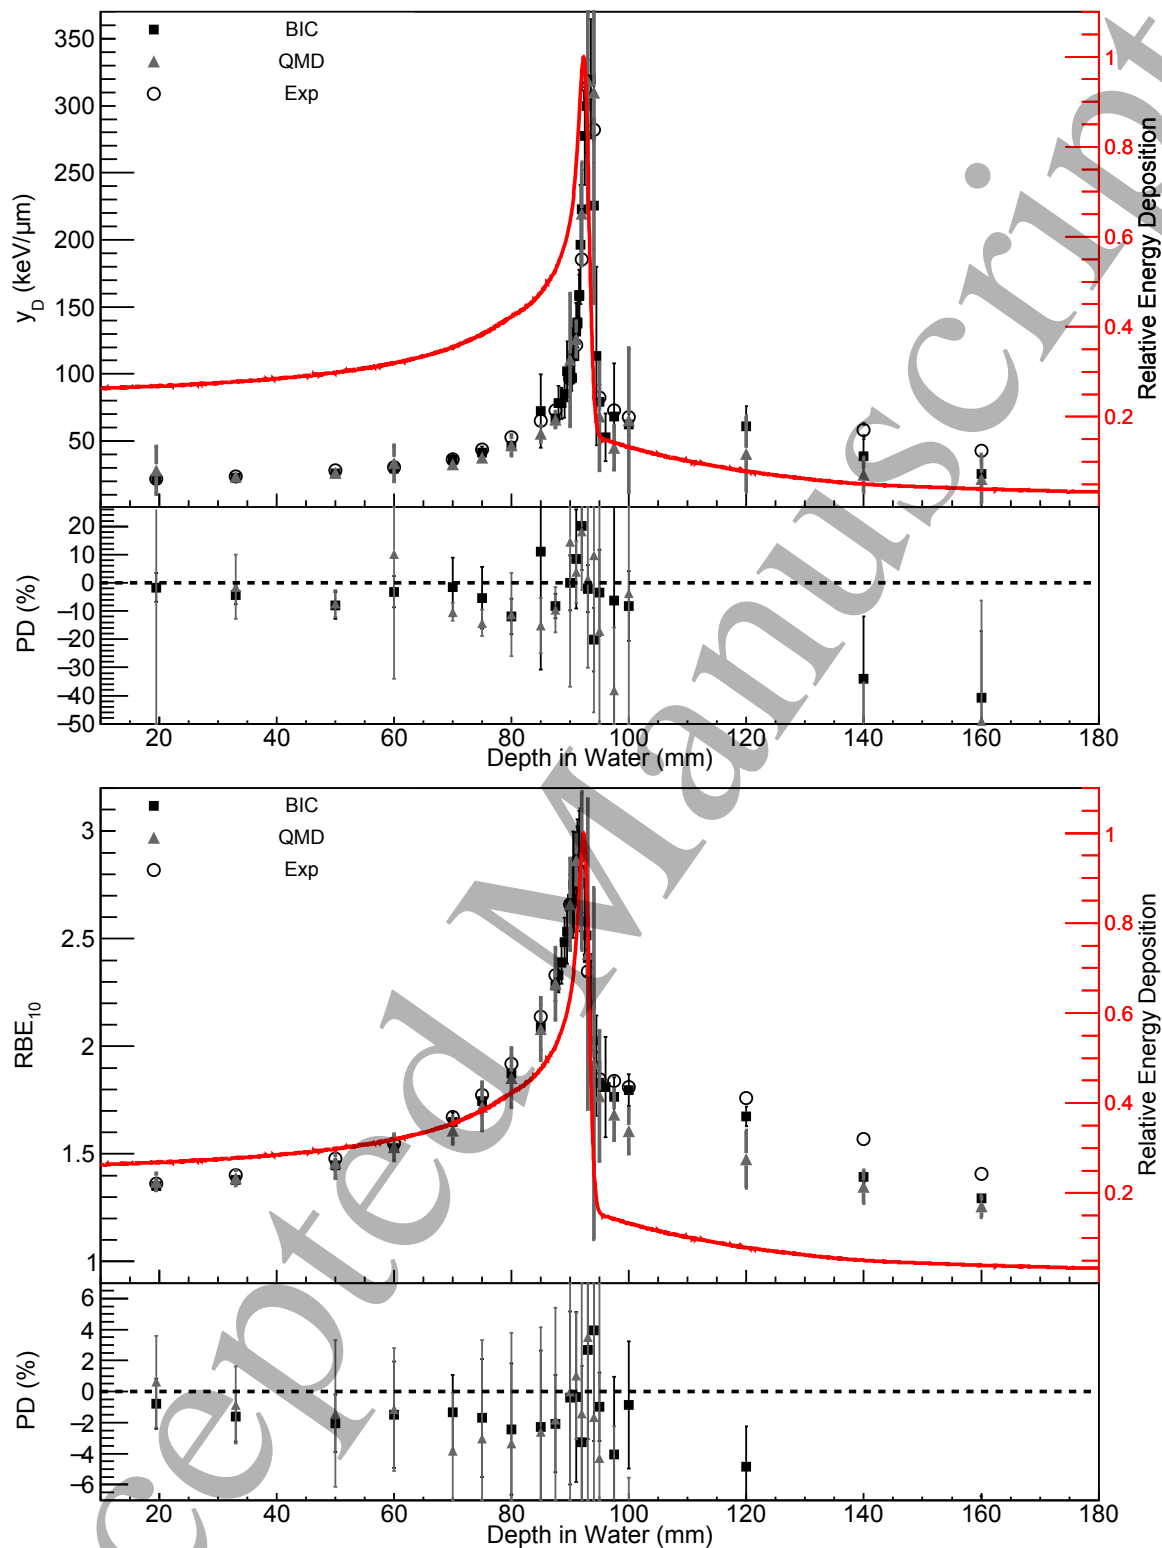 BIC
QMD
Exp
350
300
250
200
150
100
50
y_D (keV/μm)
1
0.8
0.6
0.4
0.2
Relative Energy Deposition
20
10
0
−10
−20
−30
−40
−50
PD (%)
20 40 60 80 100 120 140 160 180
Depth in Water (mm)
BIC
QMD
Exp
3
2.5
2
1.5
1
RBE_10
1
0.8
0.6
0.4
0.2
Relative Energy Deposition
6
4
2
0
−2
−4
−6
PD (%)
20 40 60 80 100 120 140 160 180
Depth in Water (mm)
cepted Manuscript